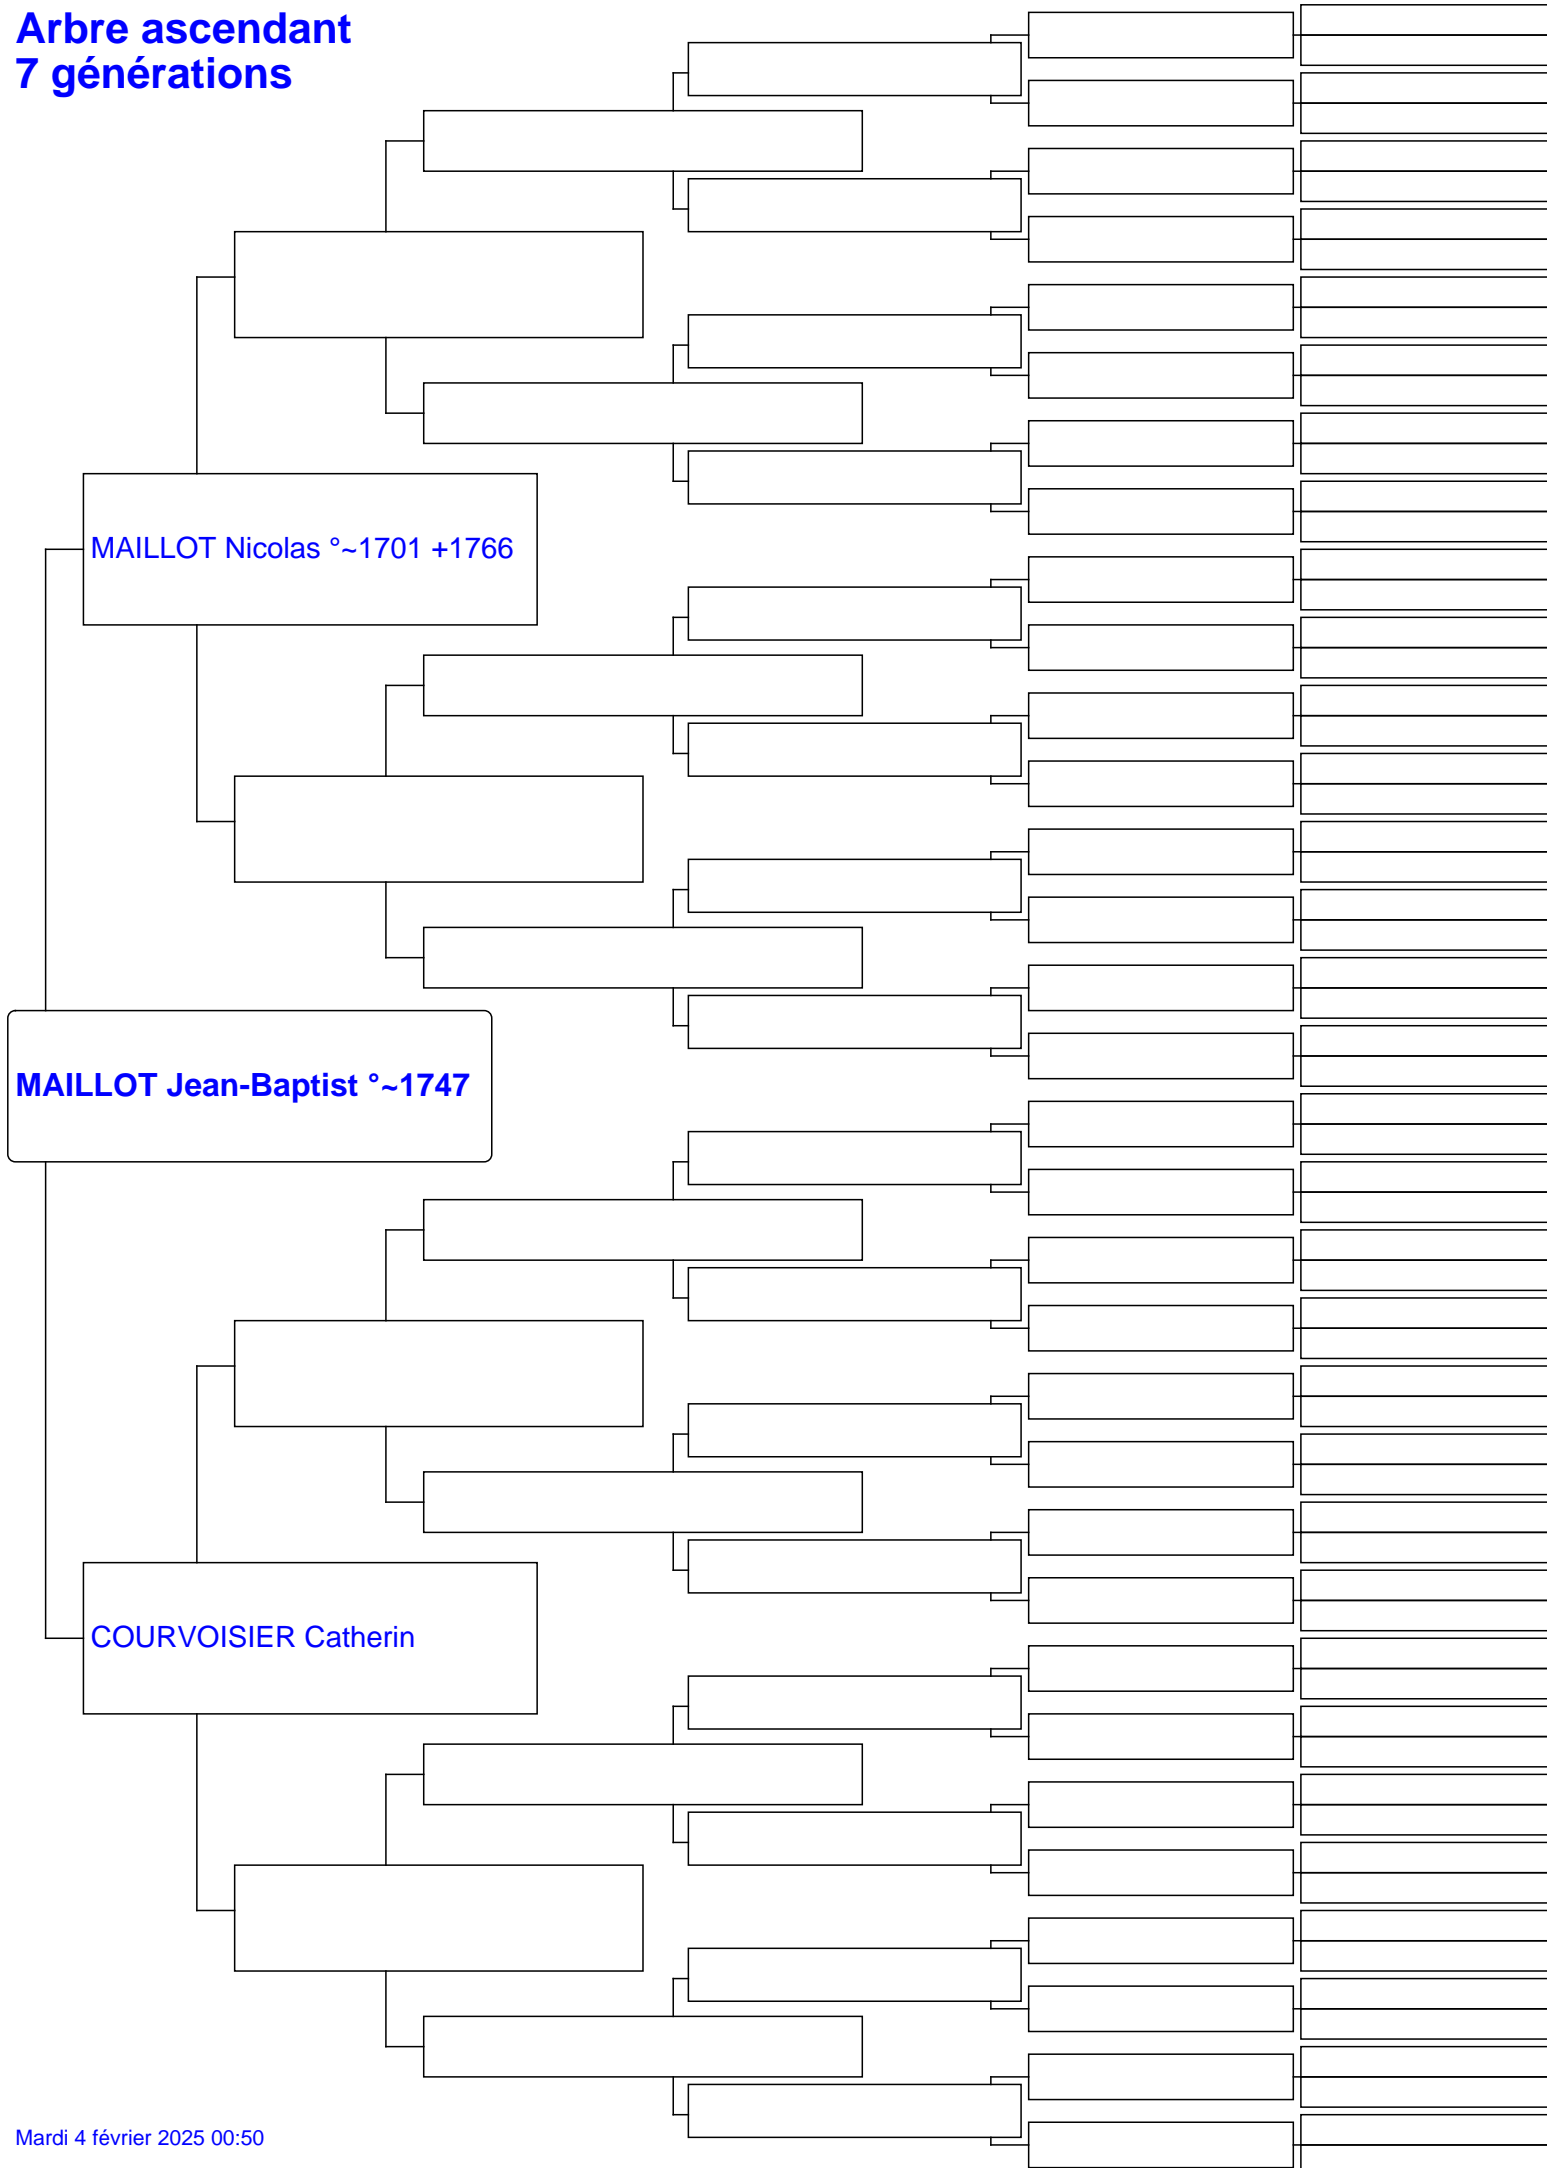 Arbre ascendant
7 générations
MAILLOT Nicolas °~1701 +1766
MAILLOT Jean-Baptist °~1747
COURVOISIER Catherin
Mardi 4 février 2025 00:50